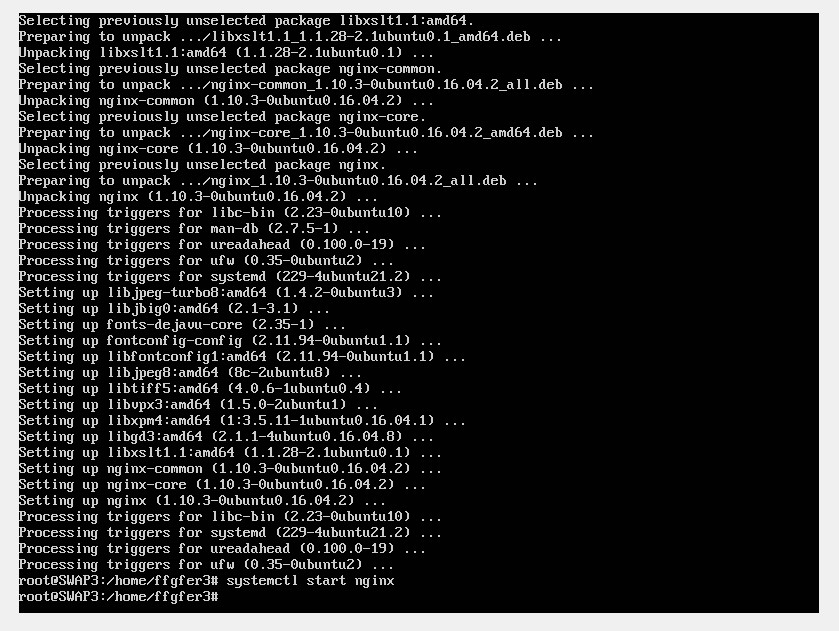 Selecting previously unselected package libxslt1.1:amd64.
Preparing to unpack .../libxslt1.1_1.1.28-2.1ubuntu0.1_amd64.deb ...
Unpacking libxslt1.1:amd64 (1.1.28-2.1ubuntu0.1) ...
Selecting previously unselected package nginx-common.
Preparing to unpack .../nginx-common_1.10.3-0ubuntu0.16.04.2_all.deb ...
Unpacking nginx-common (1.10.3-0ubuntu0.16.04.2) ...
Selecting previously unselected package nginx-core.
Preparing to unpack .../nginx-core_1.10.3-0ubuntu0.16.04.2_amd64.deb ...
Unpacking nginx-core (1.10.3-0ubuntu0.16.04.2) ...
Selecting previously unselected package nginx.
Preparing to unpack .../nginx_1.10.3-0ubuntu0.16.04.2_all.deb ...
Unpacking nginx (1.10.3-0ubuntu0.16.04.2) ...
Processing triggers for libc-bin (2.23-0ubuntu10) ...
Processing triggers for man-db (2.7.5-1) ...
Processing triggers for ureadahead (0.100.0-19) ...
Processing triggers for ufw (0.35-0ubuntu2) ...
Processing triggers for systemd (229-4ubuntu21.2) ...
Setting up libjpeg-turbo8:amd64 (1.4.2-0ubuntu3) ...
Setting up libjbig0:amd64 (2.1-3.1) ...
Setting up fonts-dejavu-core (2.35-1) ...
Setting up fontconfig-config (2.11.94-0ubuntu1.1) ...
Setting up libfontconfig1:amd64 (2.11.94-0ubuntu1.1) ...
Setting up libjpeg8:amd64 (8c-2ubuntu8) ...
Setting up libtiff5:amd64 (4.0.6-1ubuntu0.4) ...
Setting up libvpx3:amd64 (1.5.0-2ubuntu1) ...
Setting up libxpm4:amd64 (1:3.5.11-1ubuntu0.16.04.1) ...
Setting up libgd3:amd64 (2.1.1-4ubuntu0.16.04.8) ...
Setting up libxslt1.1:amd64 (1.1.28-2.1ubuntu0.1) ...
Setting up nginx-common (1.10.3-0ubuntu0.16.04.2) ...
Setting up nginx-core (1.10.3-0ubuntu0.16.04.2) ...
Setting up nginx (1.10.3-0ubuntu0.16.04.2) ...
Processing triggers for libc-bin (2.23-0ubuntu10) ...
Processing triggers for systemd (229-4ubuntu21.2) ...
Processing triggers for ureadahead (0.100.0-19) ...
Processing triggers for ufw (0.35-0ubuntu2) ...
root@SWAP3:/home/ffgfer3# systemctl start nginx
root@SWAP3:/home/ffgfer3#